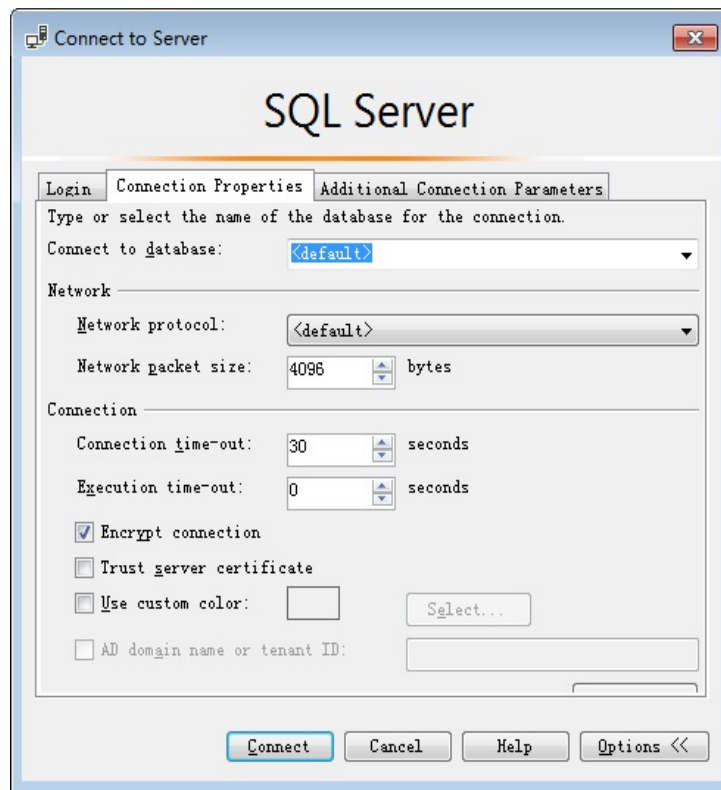 Connect to Server
SQL Server
Login Connection Properties Additional Connection Parameters
Type or select the name of the database for the connection.
Connect to database: <default>
Network
Network protocol: <default>
Network packet size: 4096 bytes
Connection
Connection time-out: 30 seconds
Execution time-out: 0 seconds
Encrypt connection
Trust server certificate
Use custom color: Select...
AD domain name or tenant ID:
Connect Cancel Help Options <<